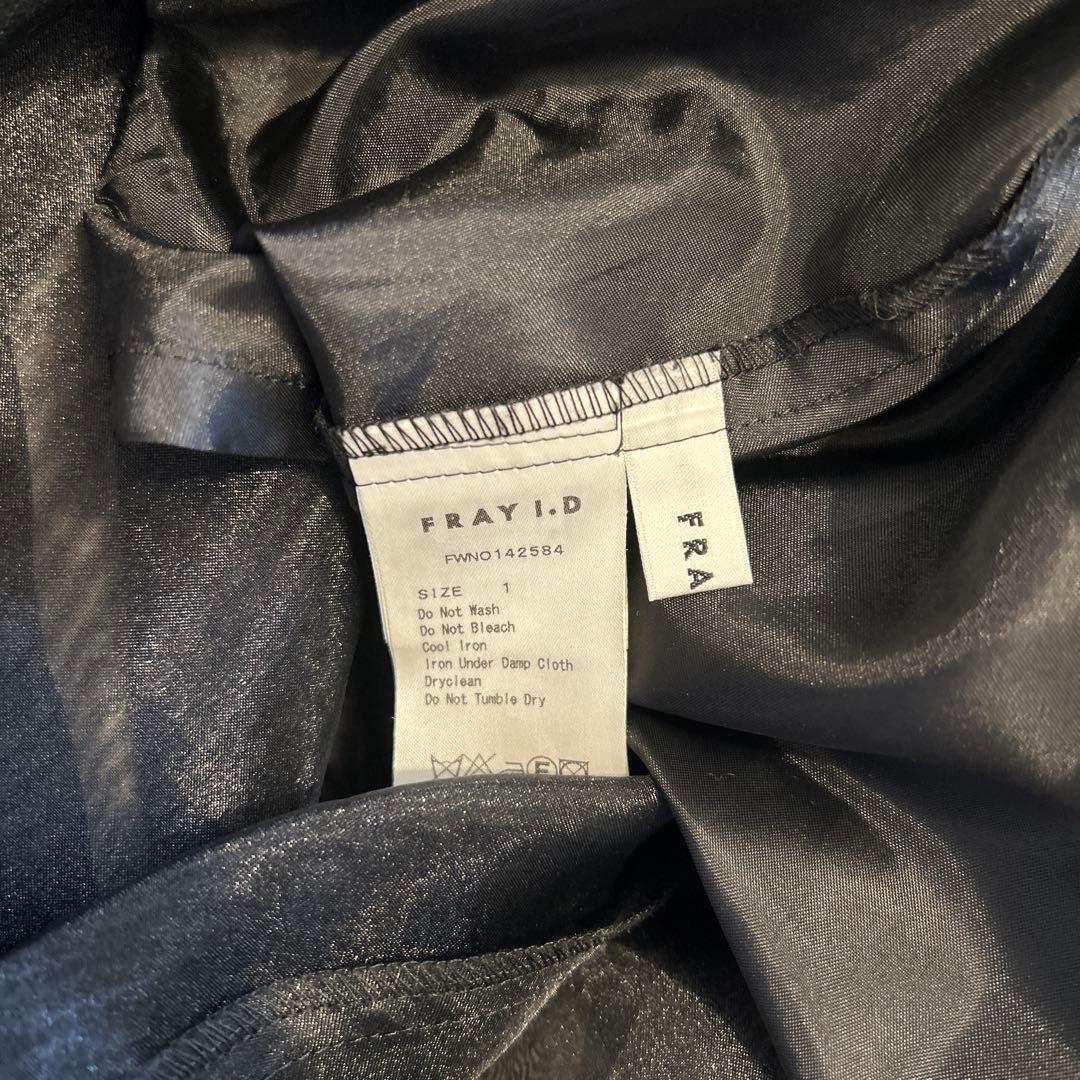 FRAY I.D
FWNO142584
SIZE 1
Do Not Wash
Do Not Bleach
Cool Iron
Iron Under Damp Cloth
Dryclean
Do Not Tumble Dry
F
FRA